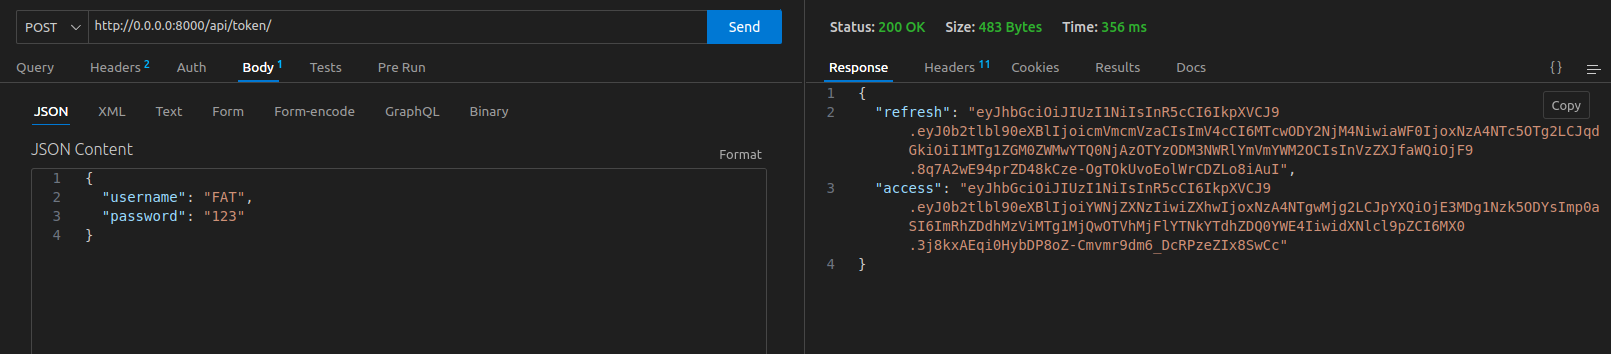 POST http://0.0.0.0:8000/api/token/ Send
Query Headers 2 Auth Body 1 Tests Pre Run
JSON XML Text Form Form-encode GraphQL Binary
JSON Content Format
1 {
2 "username": "FAT",
3 "password": "123"
4 }
Status: 200 OK Size: 483 Bytes Time: 356 ms
Response Headers 11 Cookies Results Docs {}
Copy
1 {
2 "refresh": "eyJhbGciOiJIUzI1NiIsInR5cCI6IkpXVCJ9
.eyJ0b2tlbl90eXBlIjoicmVmcmVzaCIsImV4cCI6MTcwODY2NjM4NiwiaWF0IjoxNzA4NTc5OTg2LCJqd
GkiOiI1MTg1ZGM0ZWMwYTQ0NjAzOTYzODM3NWRlYmVmYWM2OCIsInVzZXJfaWQiOjF9
.8q7A2wE94prZD48kCze-OgTOkUvoEolWrCDZLo8iAuI",
3 "access": "eyJhbGciOiJIUzI1NiIsInR5cCI6IkpXVCJ9
.eyJ0b2tlbl90eXBlIjoiYWNjZXNzIiwiZXhwIjoxNzA4NTgwMjg2LCJpYXQiOjE3MDg1Nzk5ODYsImp0a
SI6ImRhZDdhMzViMTg1MjQwOTVhMjFlYTNkYTdhZDQ0YWE4IiwidXNlcl9pZCI6MX0
.3j8kxAEqi0HybDP8oZ-Cmvmr9dm6_DcRPzeZIx8SwCc"
4 }